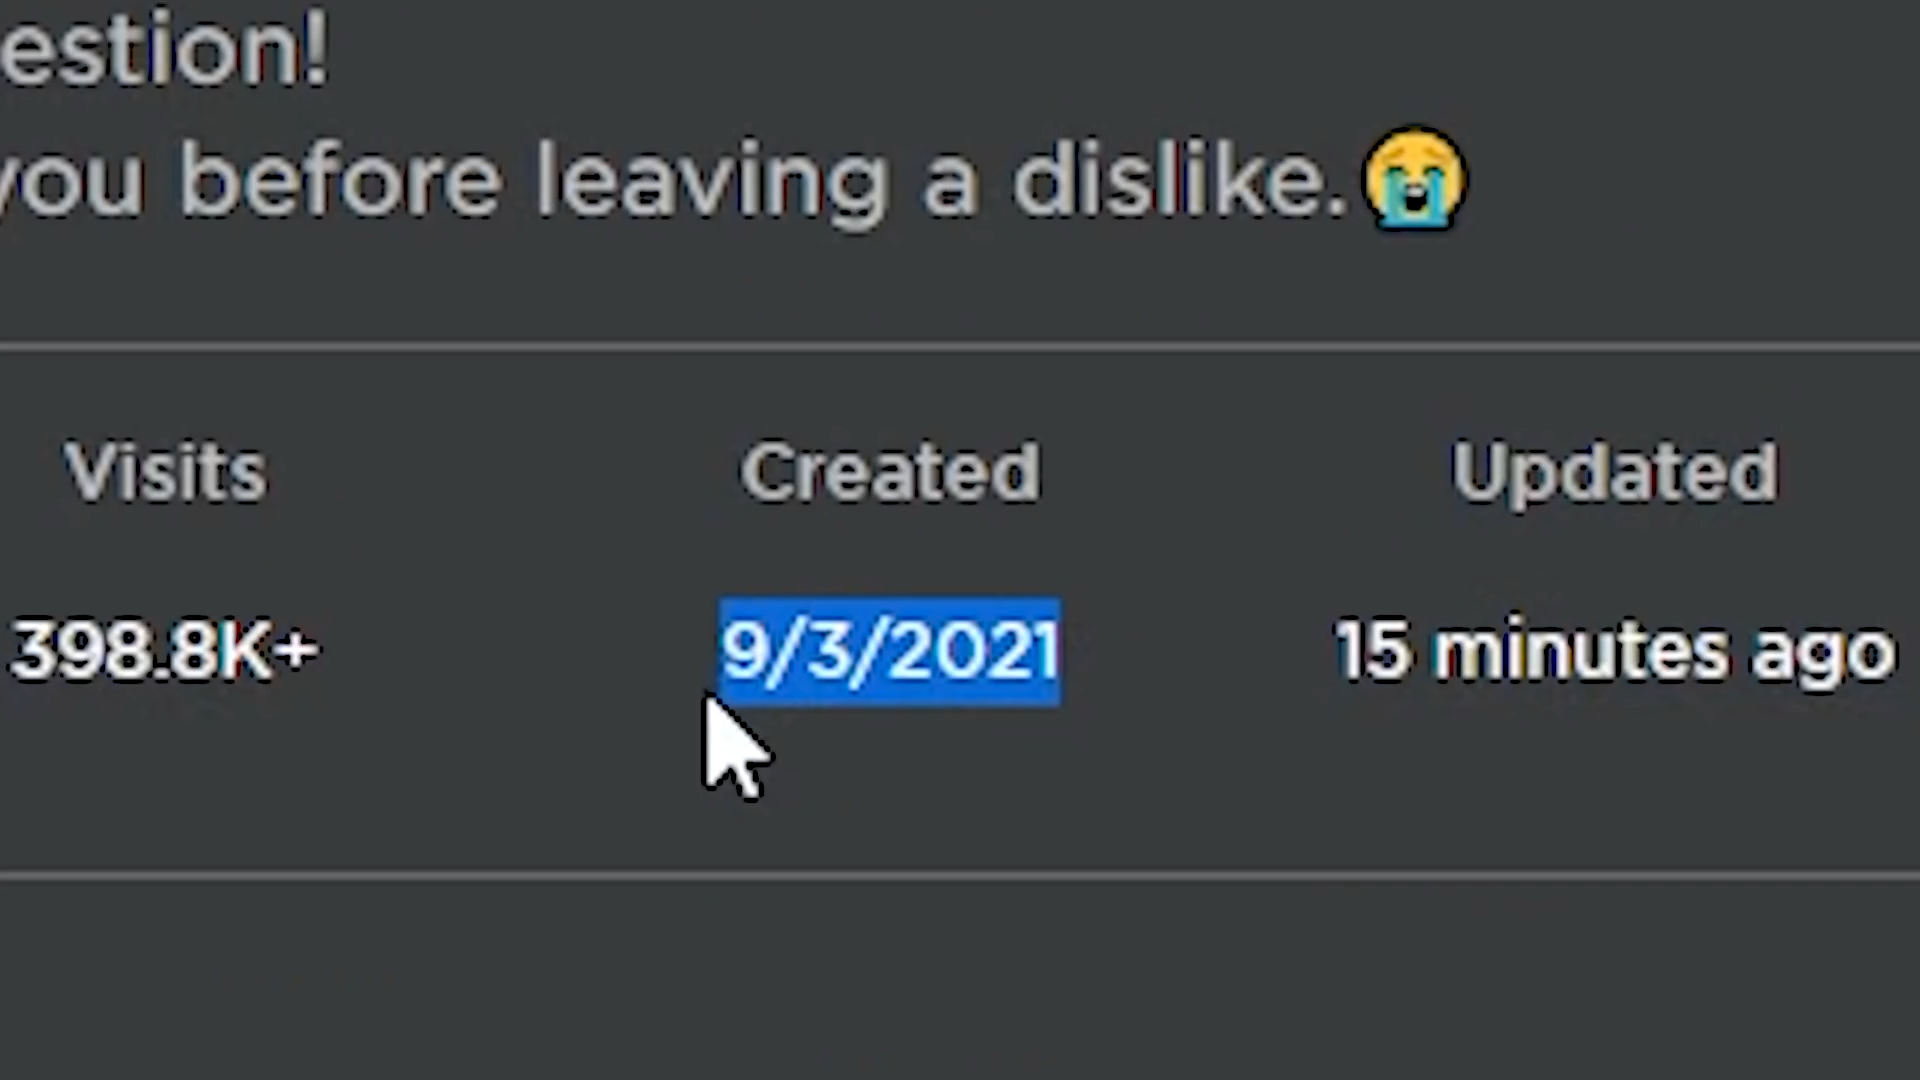 estion!
you before leaving a dislike.😭
Visits Created Updated
398.8K+ 9/3/2021 15 minutes ago